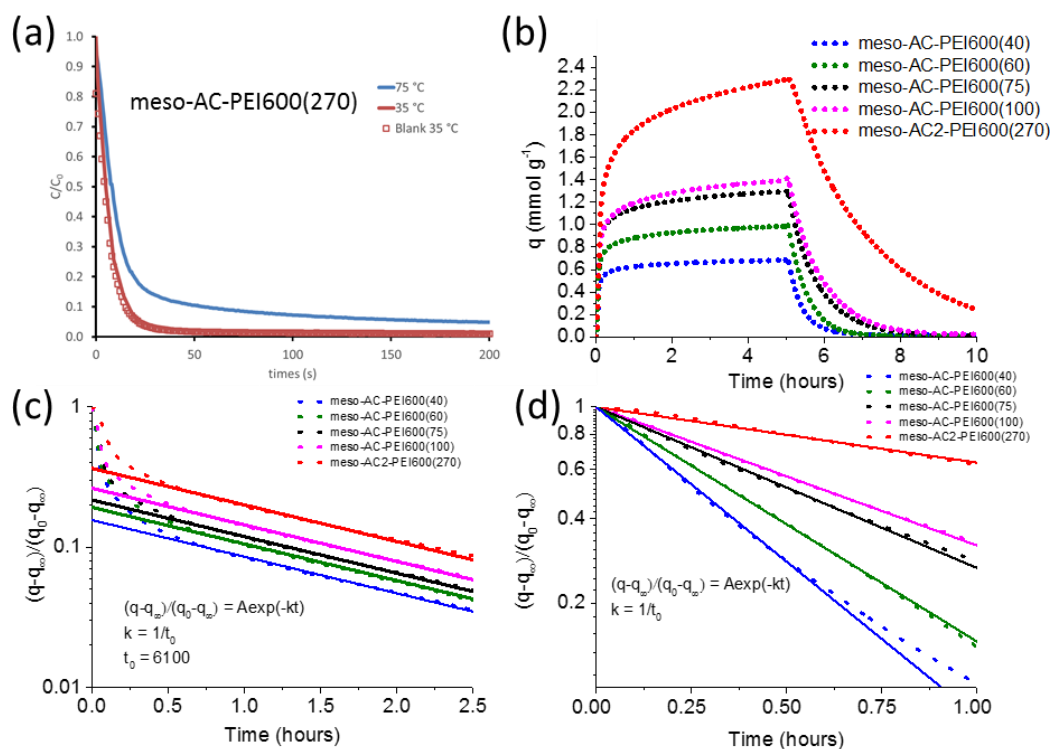 (a)
meso-AC-PEI600(270)
75 °C
35 °C
Blank 35 °C
C/C₀
1.0
0.9
0.8
0.7
0.6
0.5
0.4
0.3
0.2
0.1
0.0
0
50
100
150
200
times (s)
(b)
meso-AC-PEI600(40)
meso-AC-PEI600(60)
meso-AC-PEI600(75)
meso-AC-PEI600(100)
meso-AC2-PEI600(270)
q (mmol g⁻¹)
2.4
2.2
2.0
1.8
1.6
1.4
1.2
1.0
0.8
0.6
0.4
0.2
0.0
0
2
4
6
8
10
Time (hours)
(c)
meso-AC-PEI600(40)
meso-AC-PEI600(60)
meso-AC-PEI600(75)
meso-AC-PEI600(100)
meso-AC2-PEI600(270)
(q-q∞)/(q₀-q∞)
1
0.1
0.01
(q-q∞)/(q₀-q∞) = Aexp(-kt)
k = 1/t₀
t₀ = 6100
0.0
0.5
1.0
1.5
2.0
2.5
Time (hours)
(d)
meso-AC-PEI600(40)
meso-AC-PEI600(60)
meso-AC-PEI600(75)
meso-AC-PEI600(100)
meso-AC2-PEI600(270)
(q-q∞)/(q₀-q∞)
1
0.8
0.6
0.4
0.2
(q-q∞)/(q₀-q∞) = Aexp(-kt)
k = 1/t₀
0.00
0.25
0.50
0.75
1.00
Time (hours)